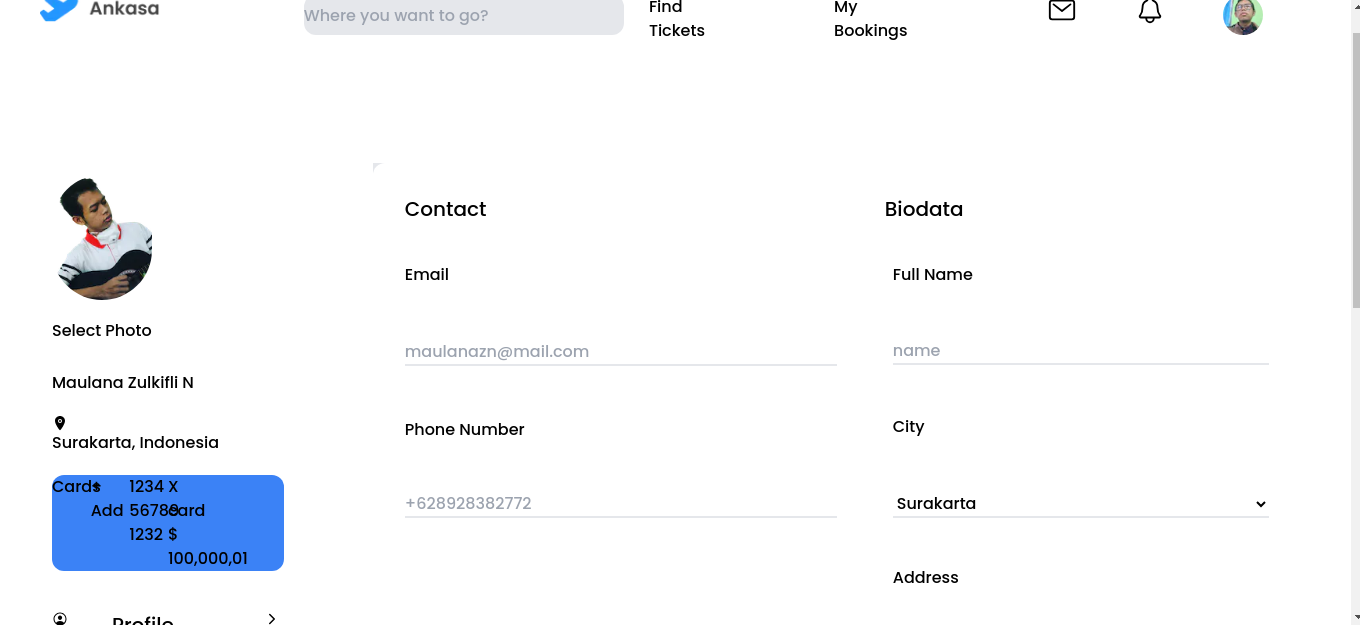 Ankasa
Where you want to go?
Find
Tickets
My
Bookings
Contact
Biodata
Email
Full Name
Select Photo
maulanazn@mail.com
name
Maulana Zulkifli N
Surakarta, Indonesia
Phone Number
City
Cards
+
Add
1234
56789
1232
X
card
$
100,000,01
+628928382772
Surakarta
Address
Profile